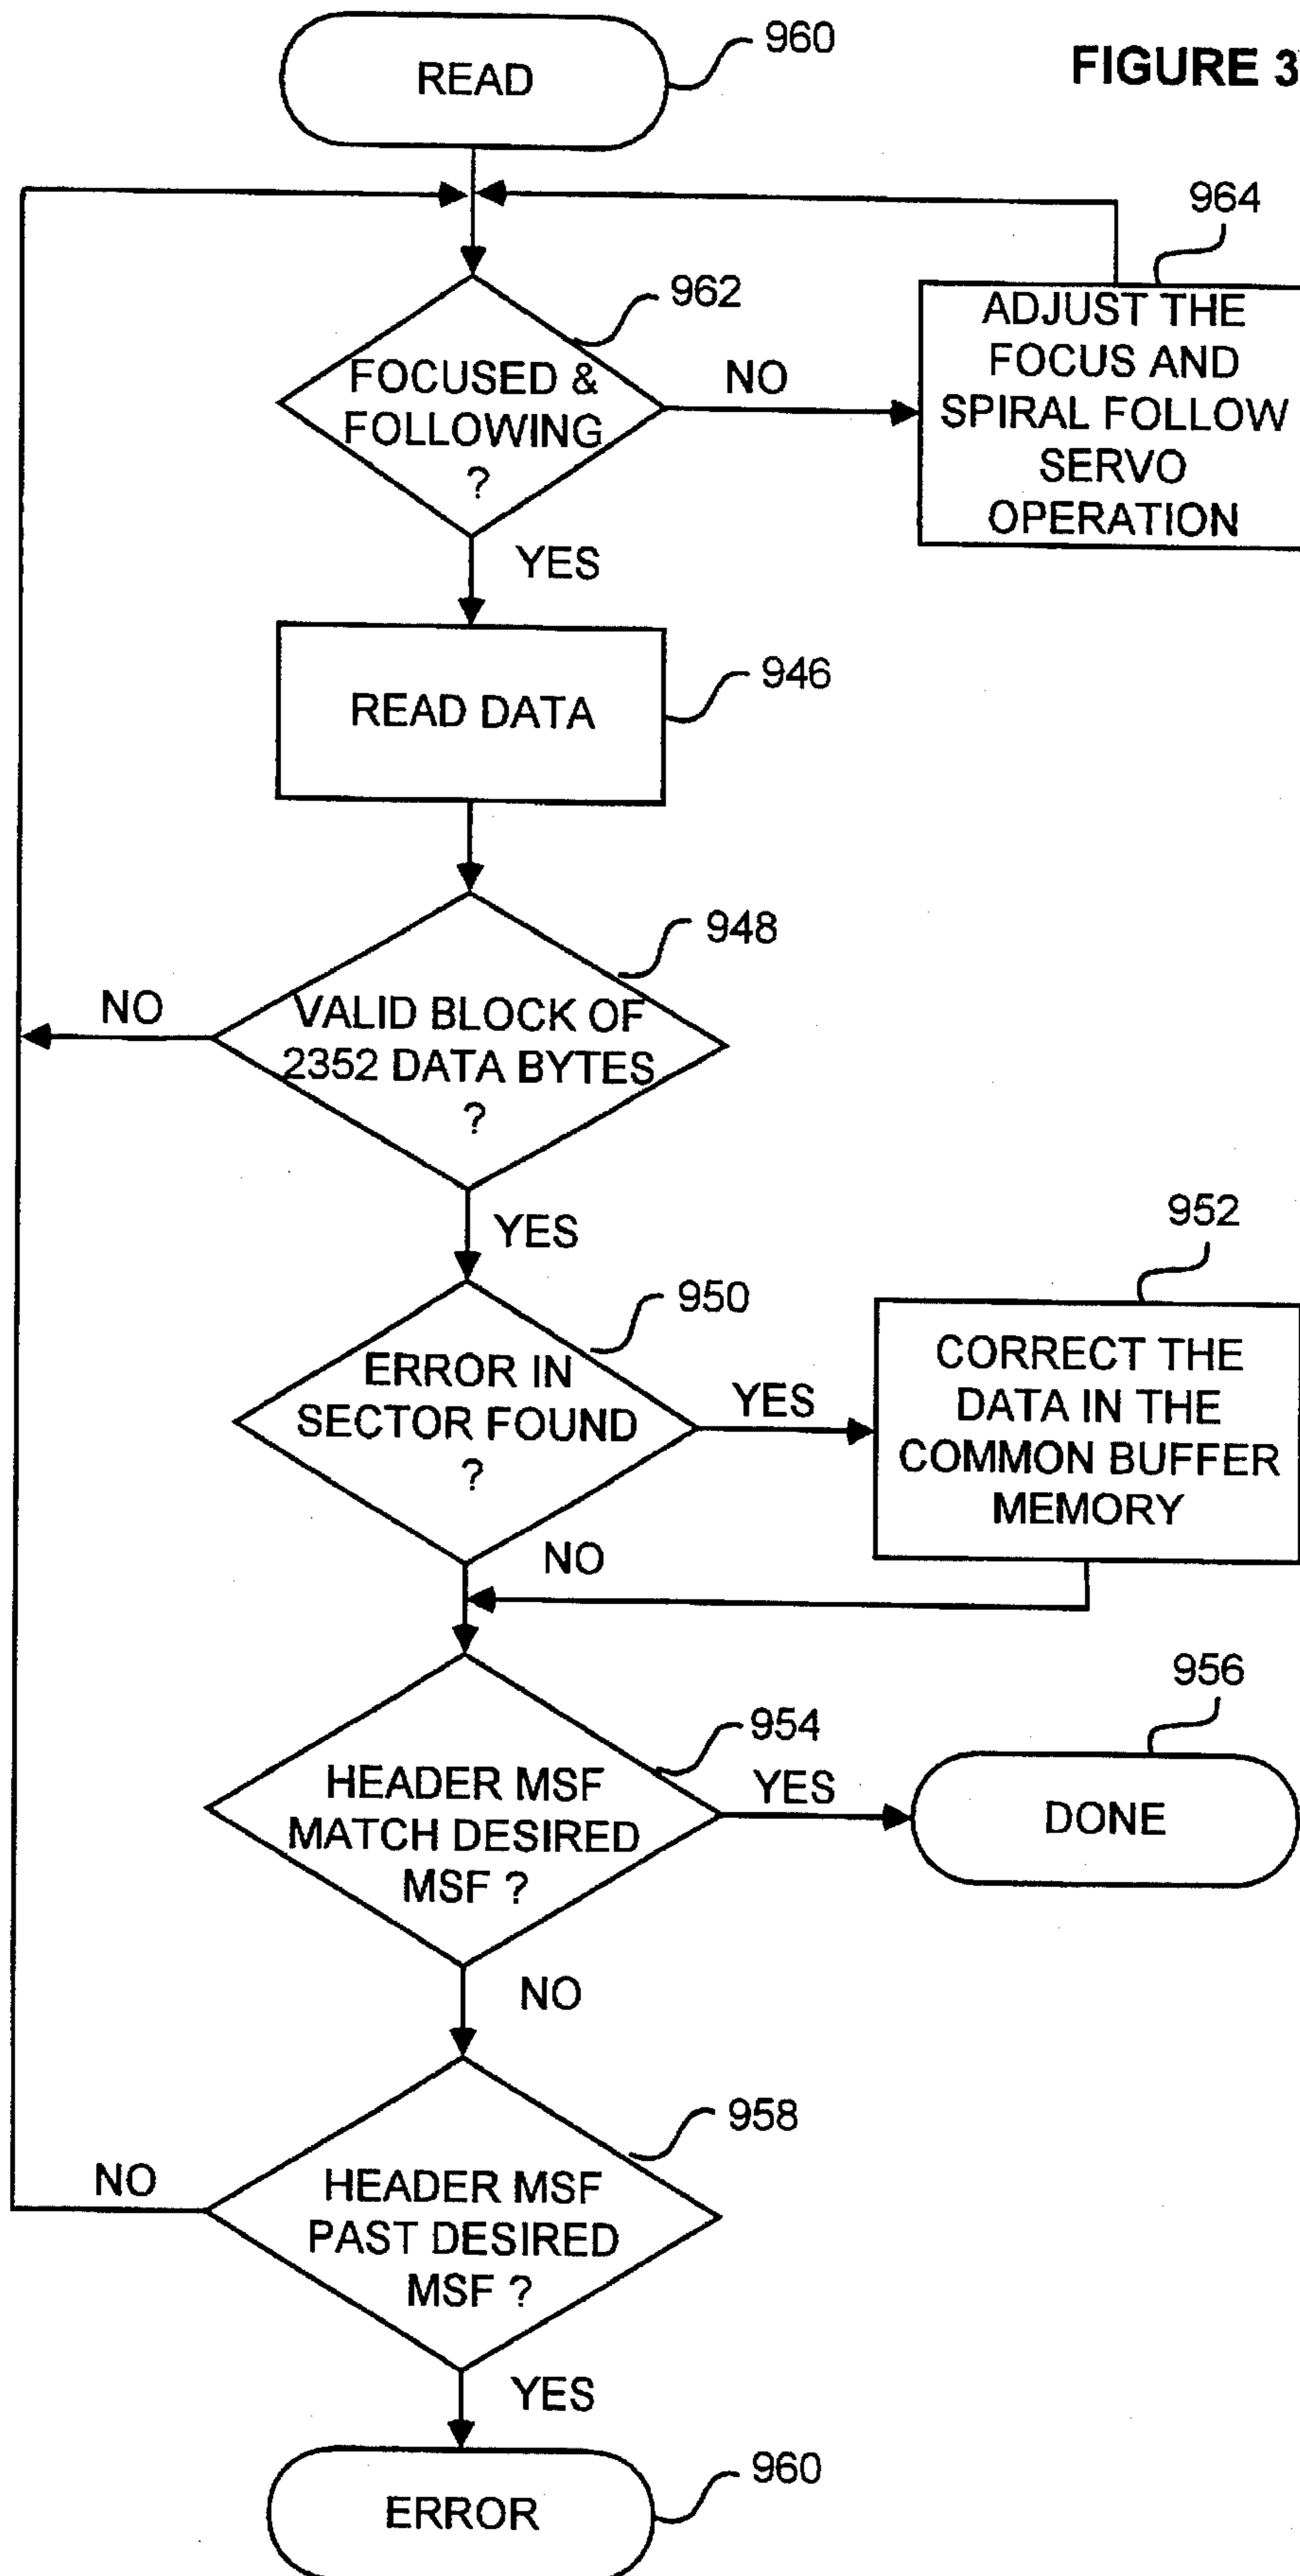 960
READ
FIGURE 3
964
ADJUST THE
FOCUS AND
SPIRAL FOLLOW
SERVO
OPERATION
962
FOCUSED &
FOLLOWING
?
NO
YES
946
READ DATA
948
NO
VALID BLOCK OF
2352 DATA BYTES
?
YES
952
950
ERROR IN
SECTOR FOUND
?
YES
CORRECT THE
DATA IN THE
COMMON BUFFER
MEMORY
NO
956
954
HEADER MSF
MATCH DESIRED
MSF ?
YES
DONE
NO
958
NO
HEADER MSF
PAST DESIRED
MSF ?
YES
960
ERROR